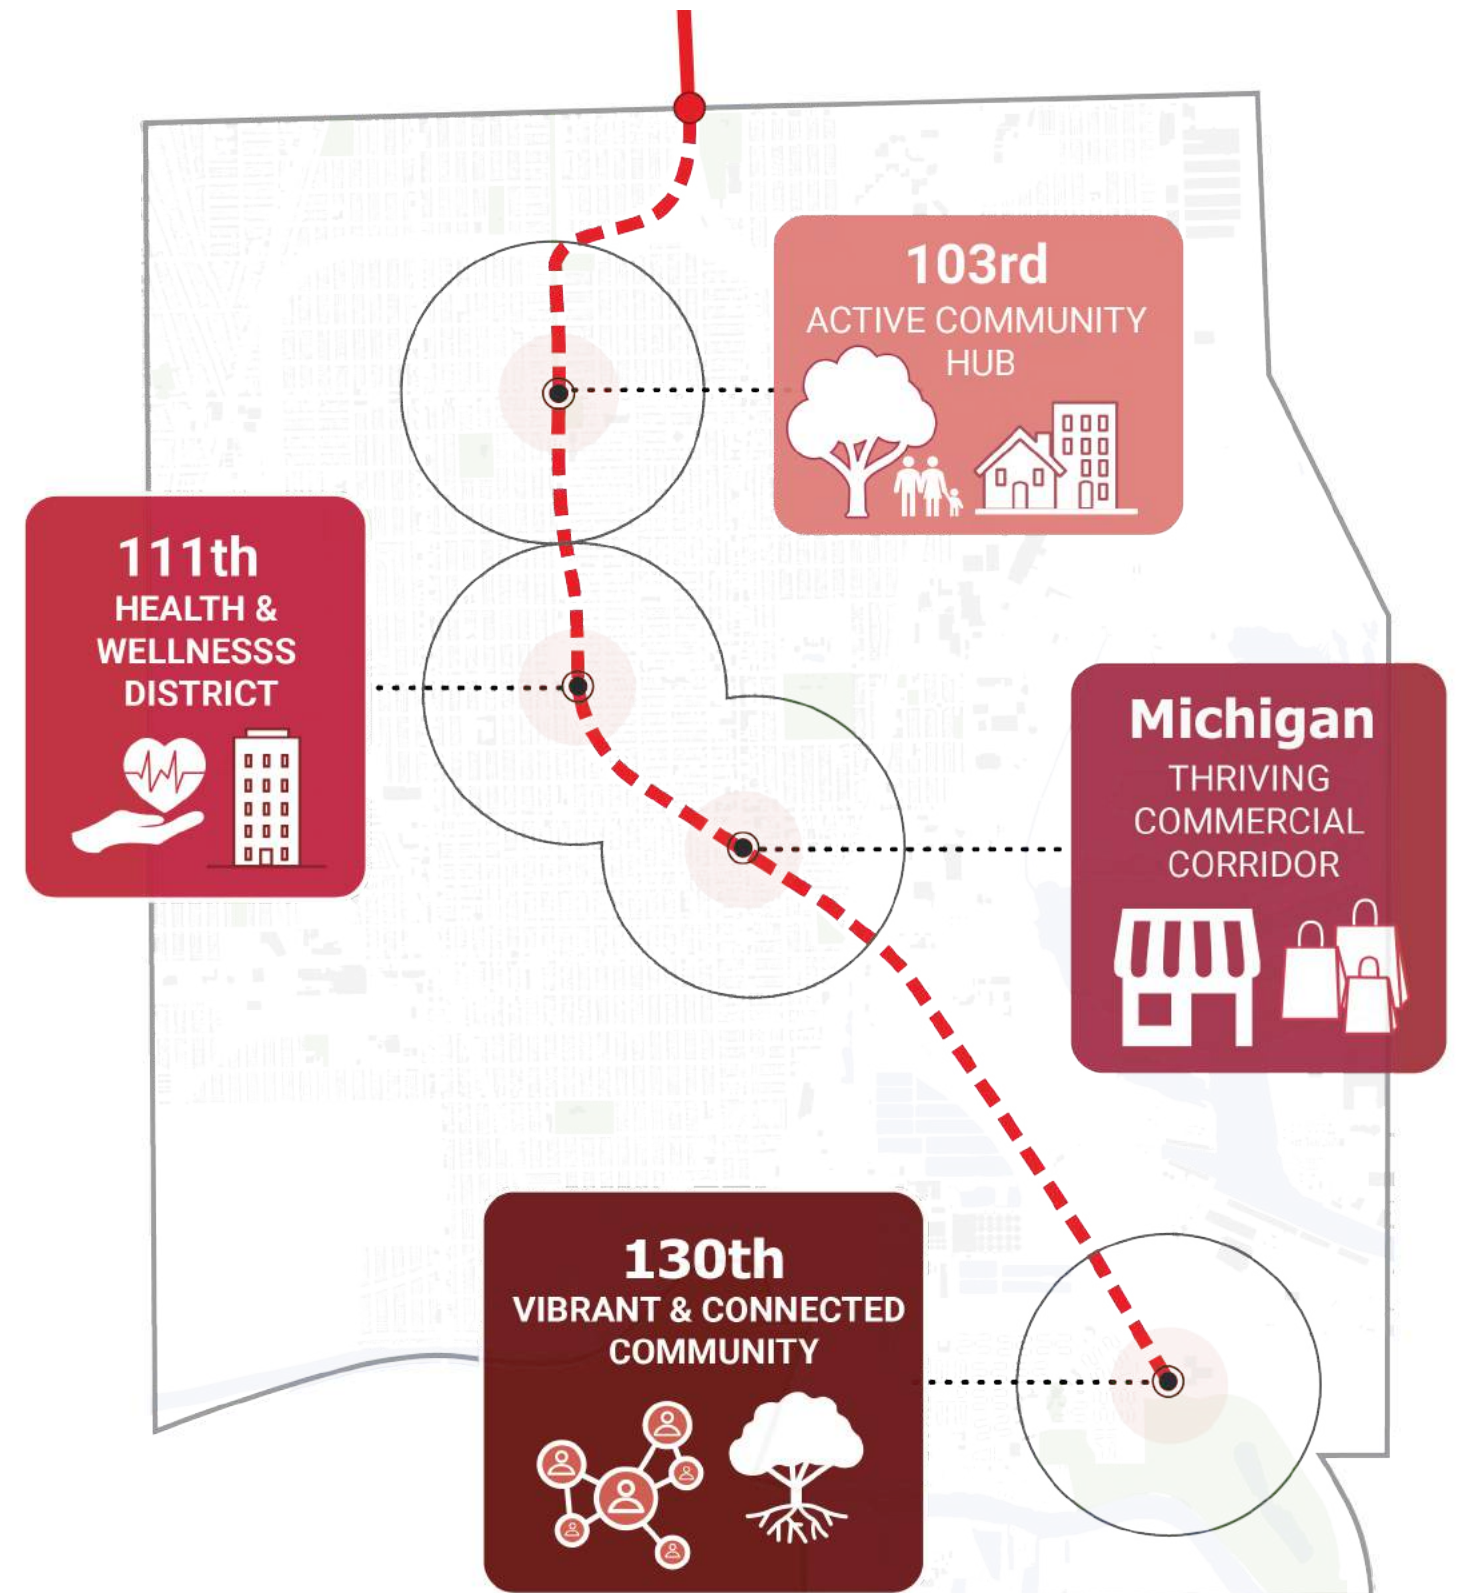 103rd
ACTIVE COMMUNITY
HUB
111th
HEALTH &
WELLNESSS
DISTRICT
Michigan
THRIVING
COMMERCIAL
CORRIDOR
130th
VIBRANT & CONNECTED
COMMUNITY